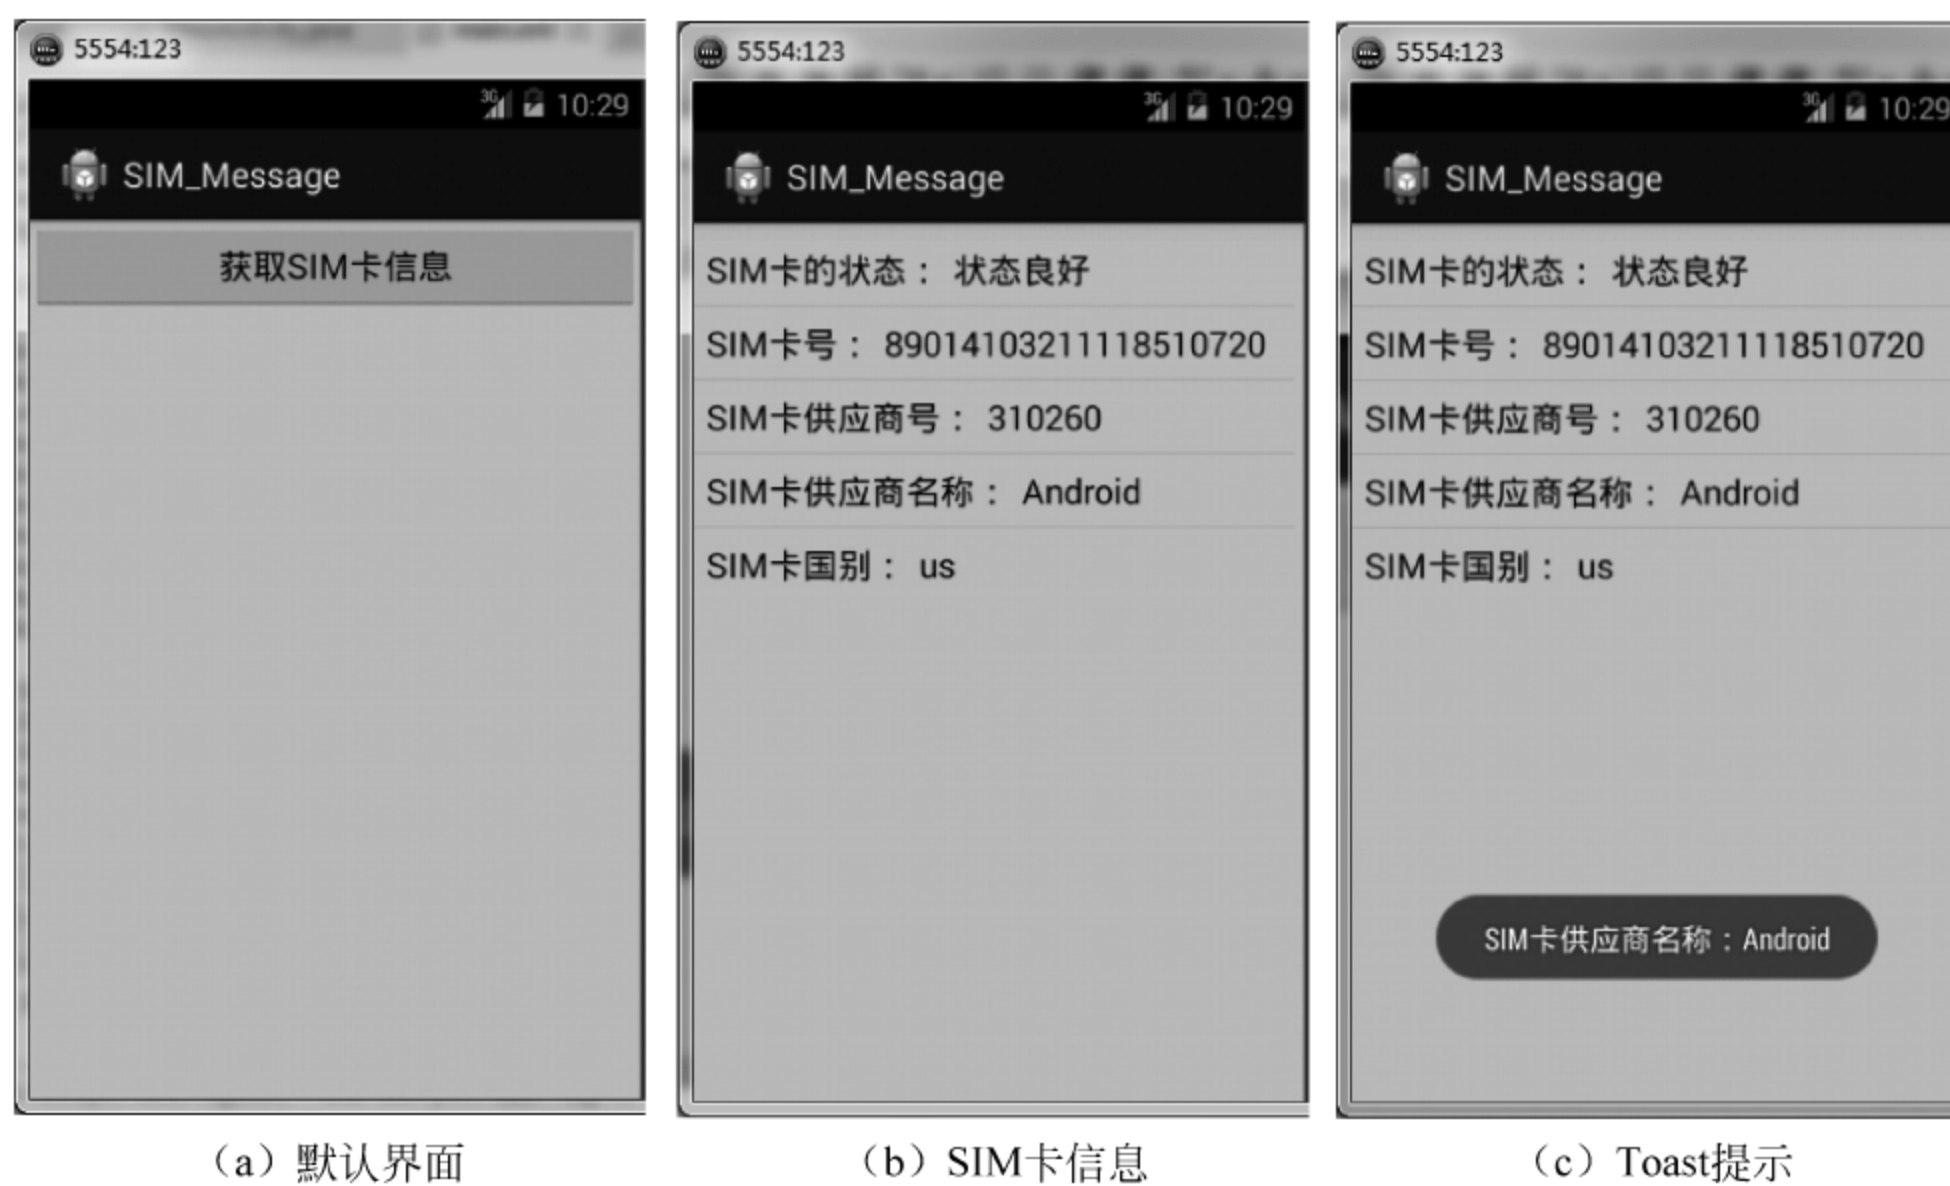 5554:123
3G 10:29
SIM_Message
获取SIM卡信息
（a）默认界面
5554:123
3G 10:29
SIM_Message
SIM卡的状态： 状态良好
SIM卡号： 89014103211118510720
SIM卡供应商号： 310260
SIM卡供应商名称： Android
SIM卡国别： us
（b）SIM卡信息
5554:123
3G 10:29
SIM_Message
SIM卡的状态： 状态良好
SIM卡号： 89014103211118510720
SIM卡供应商号： 310260
SIM卡供应商名称： Android
SIM卡国别： us
SIM卡供应商名称：Android
（c）Toast提示